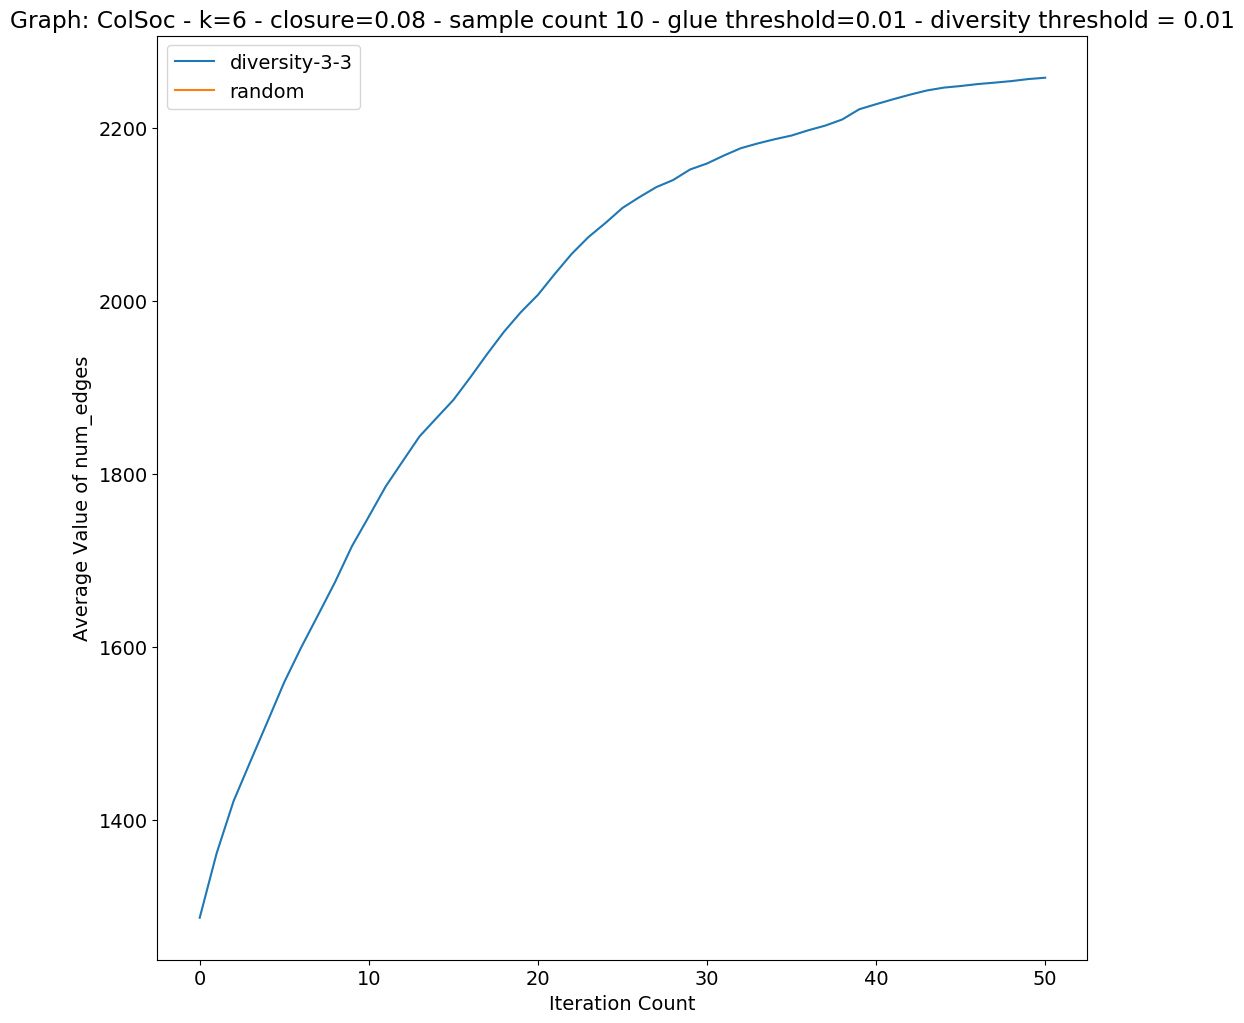 Graph: ColSoc - k=6 - closure=0.08 - sample count 10 - glue threshold=0.01 - diversity threshold = 0.01
diversity-3-3
random
2200
2000
1800
1600
1400
Average Value of num_edges
0 10 20 30 40 50
Iteration Count